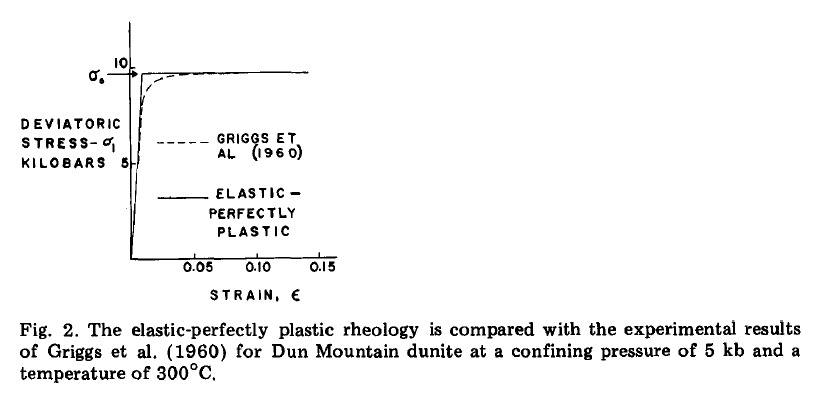 10
σ₀
DEVIATORIC
STRESS-σ₁
KILOBARS 5
GRIGGS ET
AL (1960)
ELASTIC –
PERFECTLY
PLASTIC
0.05 0.10 0.15
STRAIN, ϵ
Fig. 2. The elastic-perfectly plastic rheology is compared with the experimental results
of Griggs et al. (1960) for Dun Mountain dunite at a confining pressure of 5 kb and a
temperature of 300°C.